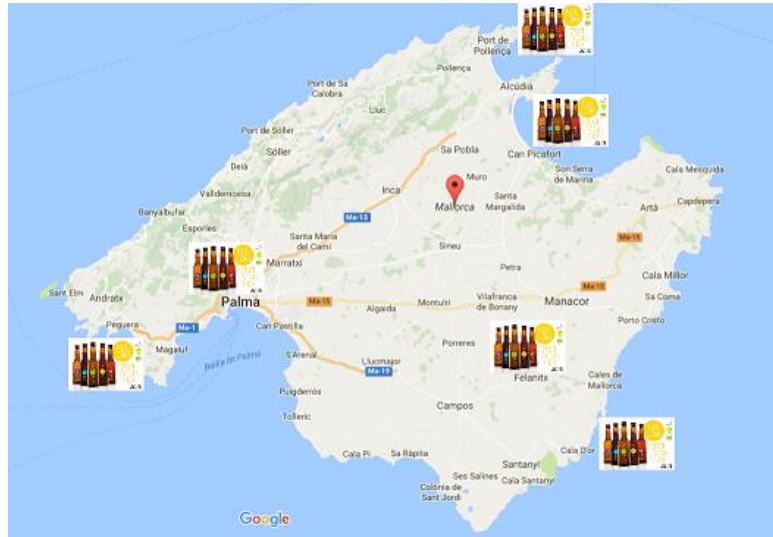 Port de
Pollença
Pollença
Port de Sa
Calobra
Alcúdia
Lluc
Port de Sóller
Sóller
Sa Pobla
Can Picafort
Deià
Muro
Son Serra
de Marina
Cala Mesquida
Valldemossa
Inca
Mallorca
Santa
Margalida
Artà
Capdepera
Banyalbufar
Ma-13
Esporles
Santa Maria
del Camí
Sineu
Ma-15
Marratxí
Petra
Cala Millor
Sant Elm
Andratx
Palma
Ma-15
Algaida
Montuïri
Vilafranca
de Bonany
Manacor
Sa Coma
Peguera
Ma-1
Can Pastilla
Porto Cristo
Magaluf
Badia de Palma
S'Arenal
Llucmajor
Porreres
Ma-19
Felanitx
Cales de
Mallorca
Puigderrós
Campos
Tolleric
Cala Pi
Sa Ràpita
Cala D'or
Santanyí
Ses Salines
Cala Santanyí
Colònia de
Sant Jordi
Google